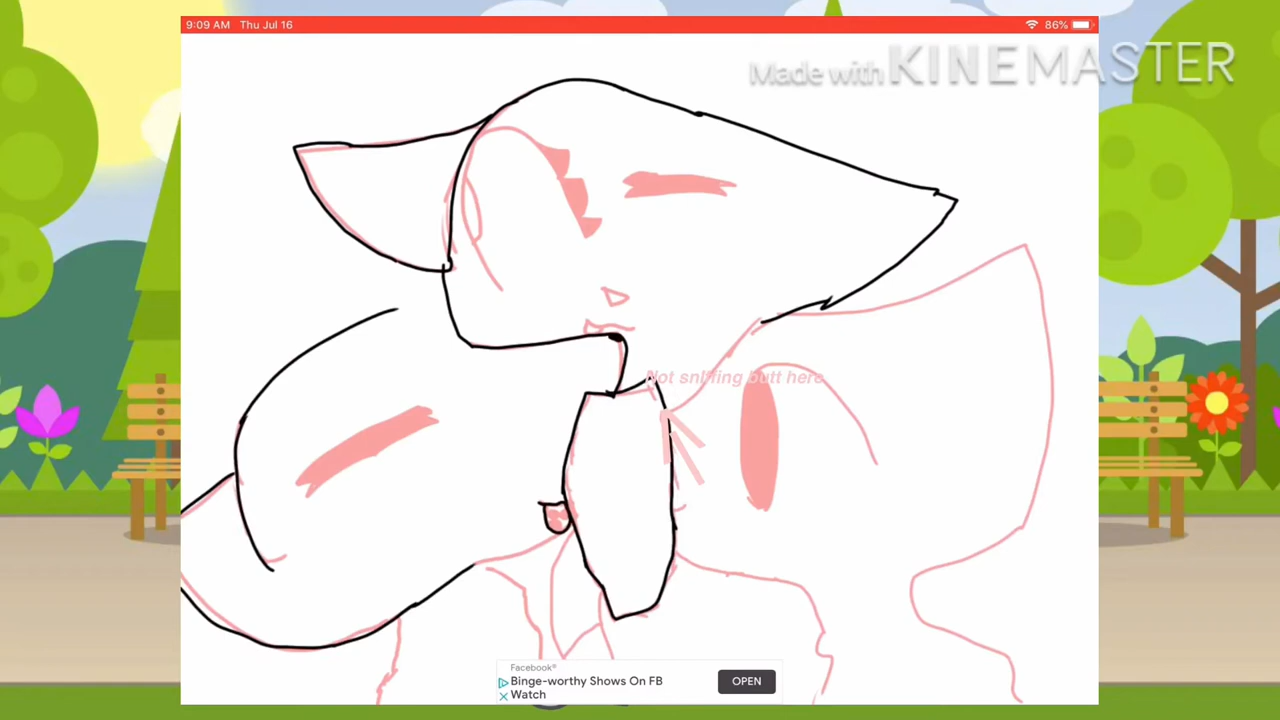 9:09 AM Thu Jul 16
86%
Made with KINEMASTER
Not sniffing butt here
Facebook®
Binge-worthy Shows On FB
Watch
OPEN